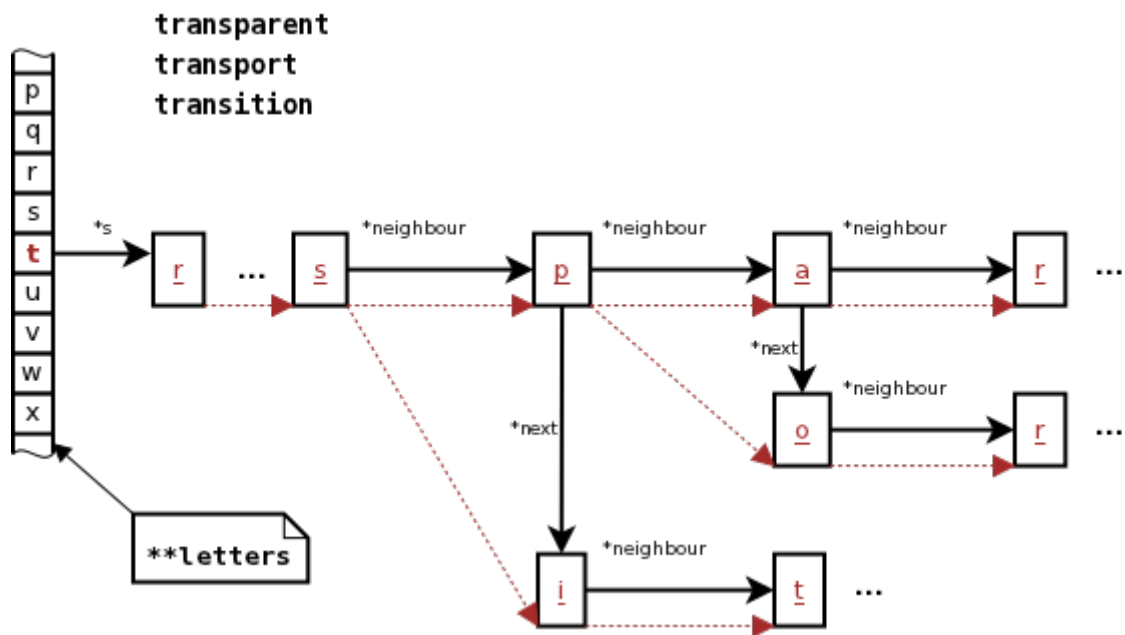 transparent
transport
transition
p
q
r
s
t
u
v
w
x
*s
r
...
s
*neighbour
p
*neighbour
a
*neighbour
r
...
*next
o
*neighbour
r
...
*next
i
*neighbour
t
...
**letters